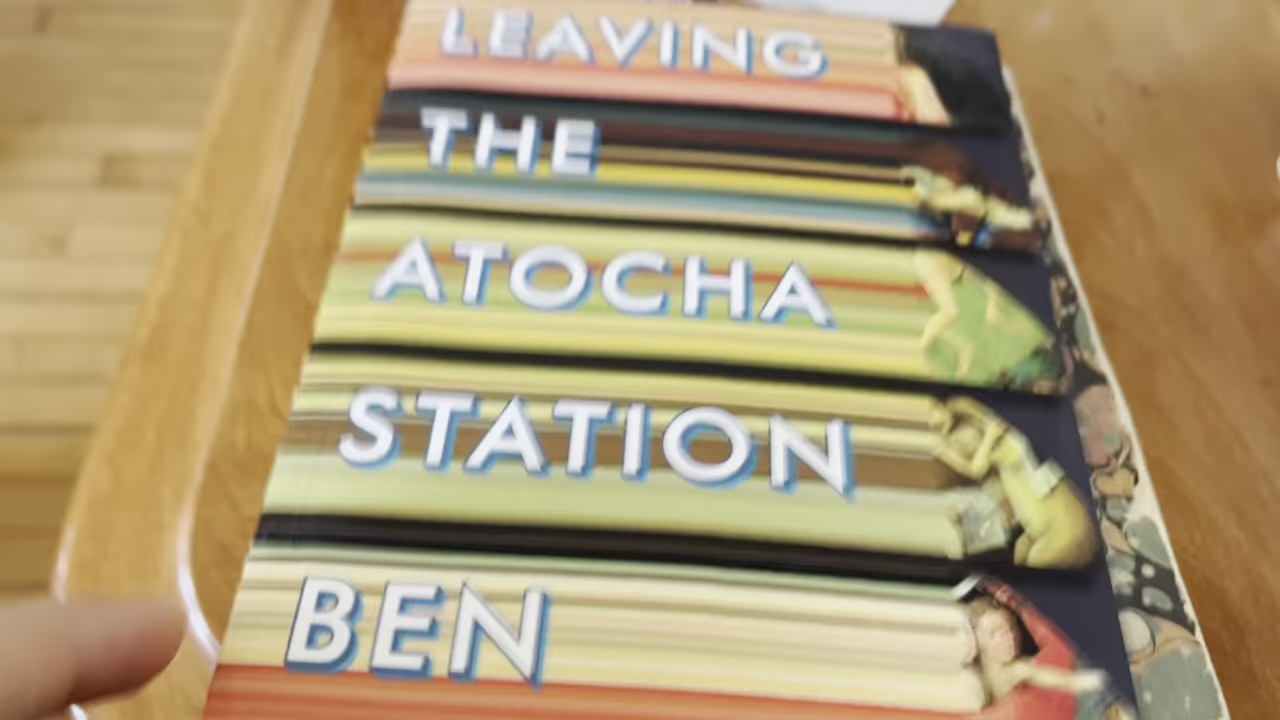 LEAVING
THE
ATOCHA
STATION
BEN